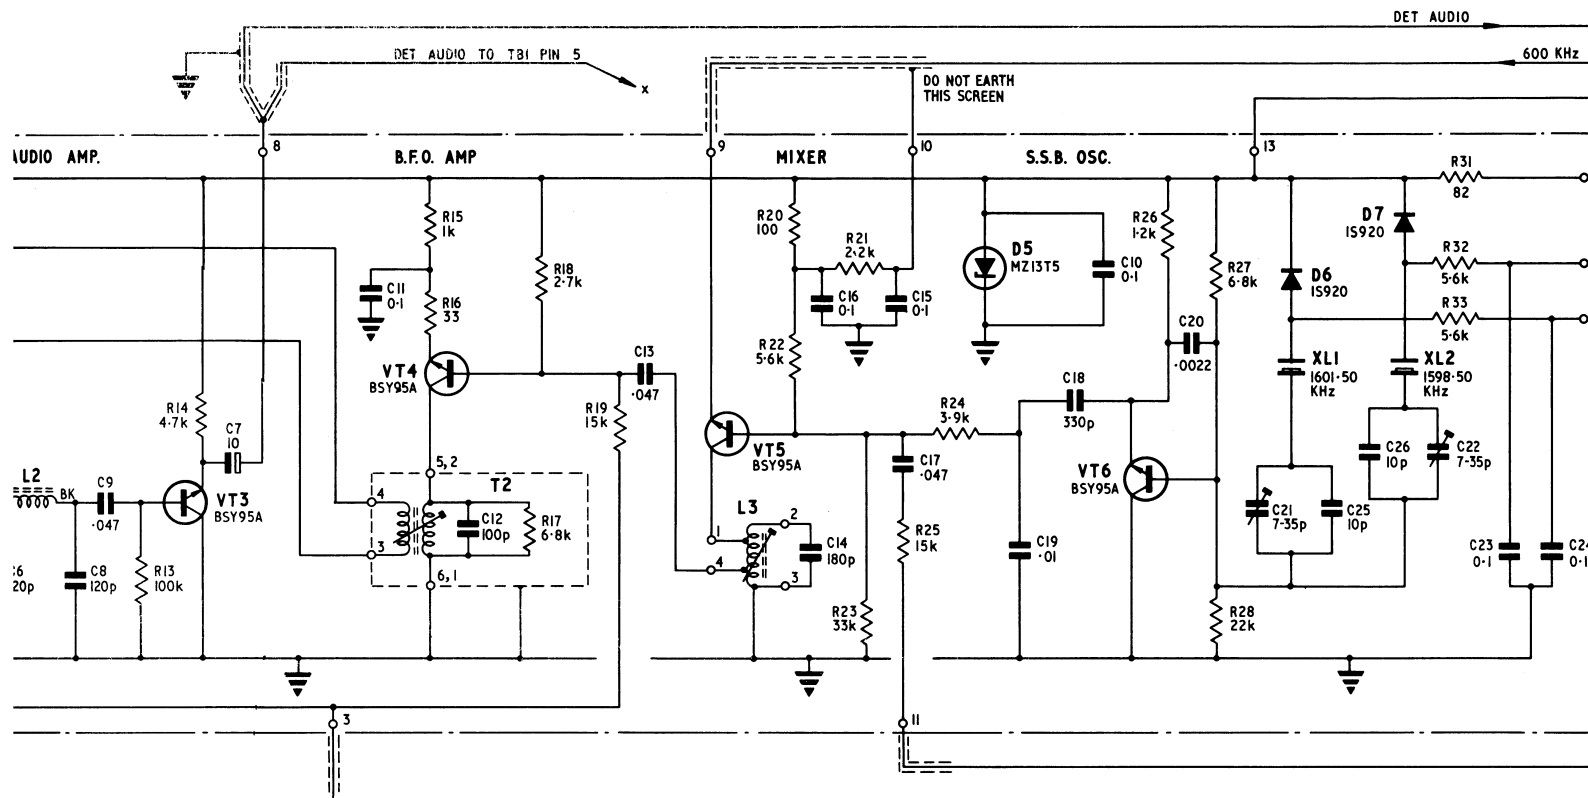 DET AUDIO
DET AUDIO TO TB1 PIN 5
x
600 KHz
DO NOT EARTH
THIS SCREEN
8
9
10
13
AUDIO AMP.
B.F.O. AMP
MIXER
S.S.B. OSC.
R31
82
R15
1k
R18
2.7k
R20
100
R21
2·2k
D5
MZ13T5
C10
0·1
R26
1·2k
R27
6·8k
D7
IS920
D6
IS920
R32
5·6k
R33
5·6k
C11
0·1
R16
33
C16
0·1
C15
0·1
R22
5·6k
C20
·0022
XL1
1601·50
KHz
XL2
1598·50
KHz
VT4
BSY95A
C13
·047
R14
4·7k
C7
10
R19
15k
R24
3·9k
C18
330p
VT5
BSY95A
C17
·047
VT6
BSY95A
C26
10p
C22
7-35p
L2
BK
C9
·047
VT3
BSY95A
5,2
T2
4
3
C12
100p
R17
6·8k
6,1
L3
1
2
4
3
C14
180p
R25
15k
C19
·01
C21
7-35p
C25
10p
C23
0·1
C24
0·1
C6
20p
C8
120p
R13
100k
R23
33k
R28
22k
3
11